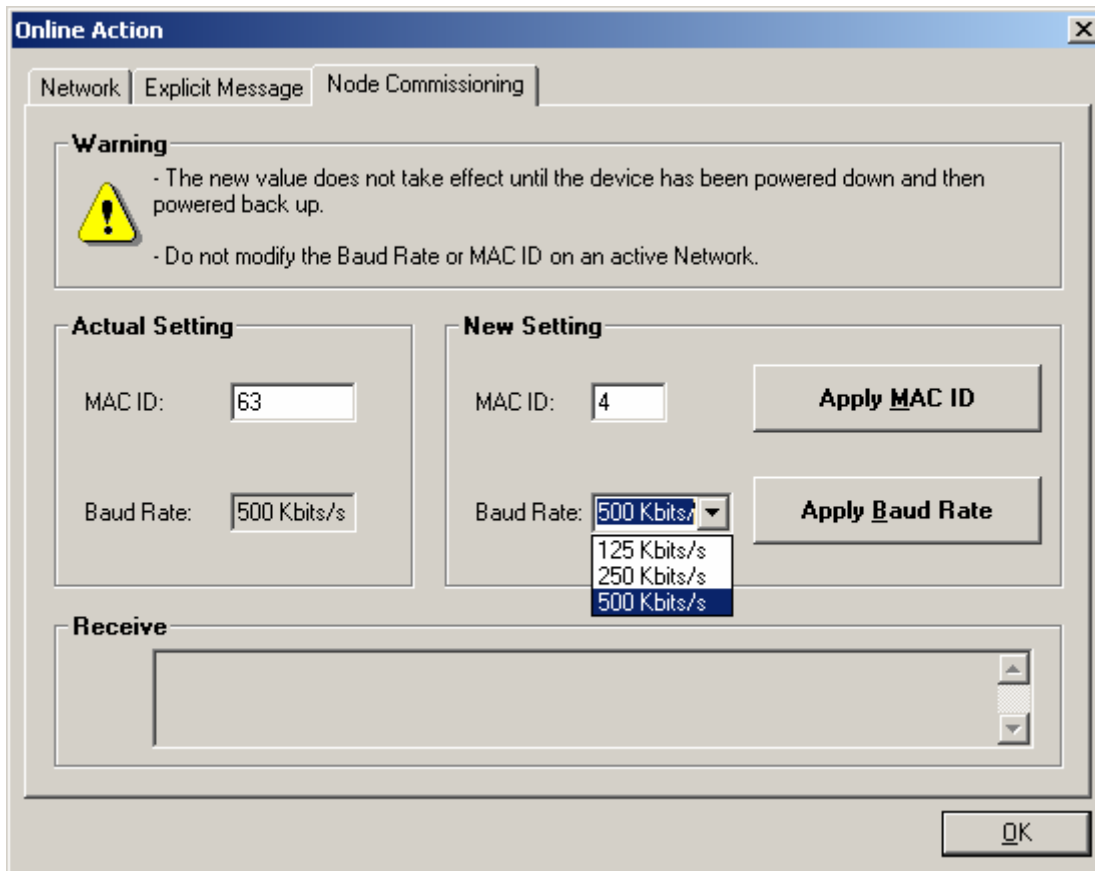 Online Action
Network
Explicit Message
Node Commissioning
Warning
- The new value does not take effect until the device has been powered down and then
powered back up.
- Do not modify the Baud Rate or MAC ID on an active Network.
Actual Setting
MAC ID:
63
Baud Rate:
500 Kbits/s
New Setting
MAC ID:
4
Apply MAC ID
Baud Rate:
500 Kbits/
Apply Baud Rate
125 Kbits/s
250 Kbits/s
500 Kbits/s
Receive
OK